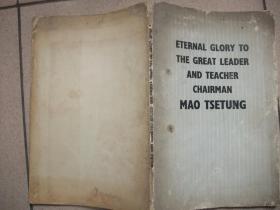 ETERNAL GLORY TO
THE GREAT LEADER
AND TEACHER
CHAIRMAN
MAO TSETUNG